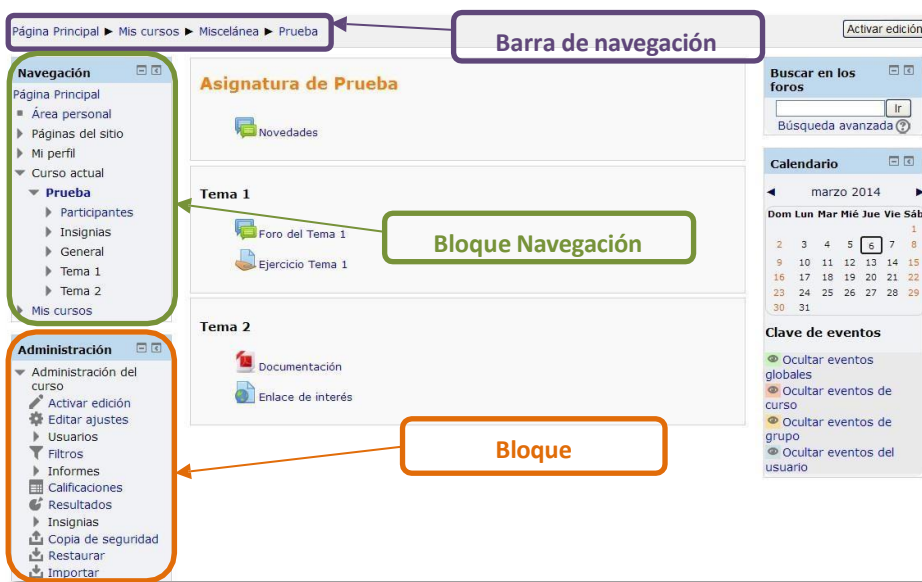 Página Principal ► Mis cursos ► Miscelánea ► Prueba
Barra de navegación
Activar edición
Navegación
Página Principal
Área personal
Páginas del sitio
Mi perfil
Curso actual
Prueba
Participantes
Insignias
General
Tema 1
Tema 2
Mis cursos
Administración
Administración del
curso
Activar edición
Editar ajustes
Usuarios
Filtros
Informes
Calificaciones
Resultados
Insignias
Copia de seguridad
Restaurar
Importar
Asignatura de Prueba
Novedades
Tema 1
Foro del Tema 1
Ejercicio Tema 1
Bloque Navegación
Tema 2
Documentación
Enlace de interés
Bloque
Buscar en los
foros
Ir
Búsqueda avanzada
Calendario
◄ marzo 2014 ►
Dom Lun Mar Mié Jue Vie Sáb
1
2 3 4 5 6 7 8
9 10 11 12 13 14 15
16 17 18 19 20 21 22
23 24 25 26 27 28 29
30 31
Clave de eventos
Ocultar eventos
globales
Ocultar eventos de
curso
Ocultar eventos de
grupo
Ocultar eventos del
usuario